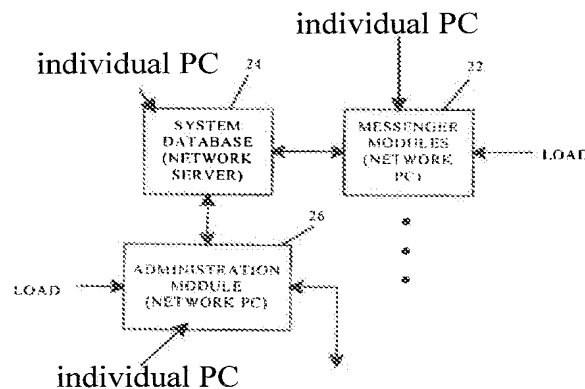 individual PC
individual PC
24
22
SYSTEM
DATABASE
(NETWORK
SERVER)
MESSENGER
MODULES
(NETWORK
PC)
LOAD
26
ADMINISTRATION
MODULE
(NETWORK PC)
LOAD
individual PC